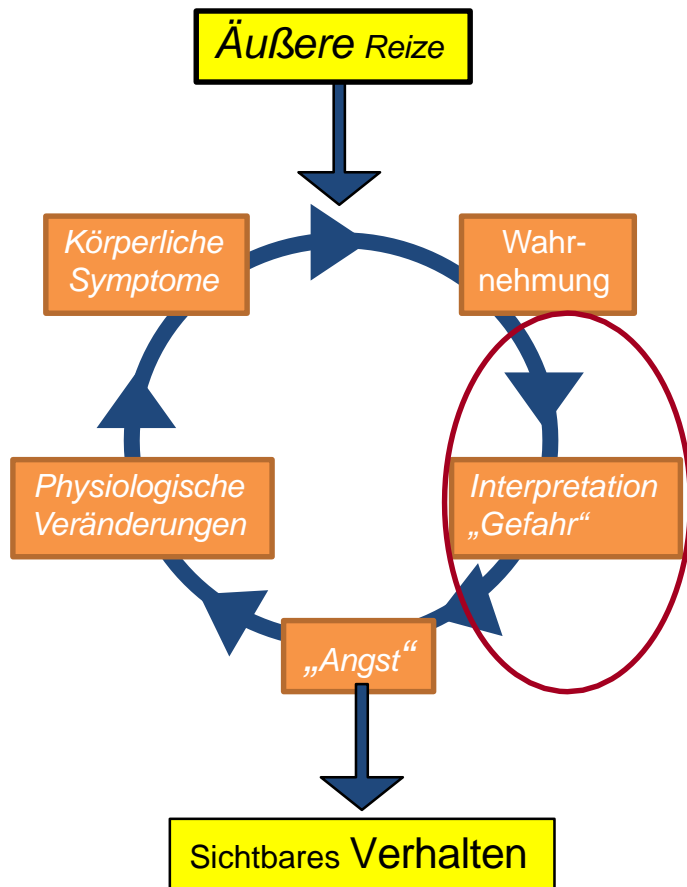 Äußere Reize
Körperliche
Symptome
Wahr-
nehmung
Physiologische
Veränderungen
Interpretation
„Gefahr“
„Angst“
Sichtbares Verhalten